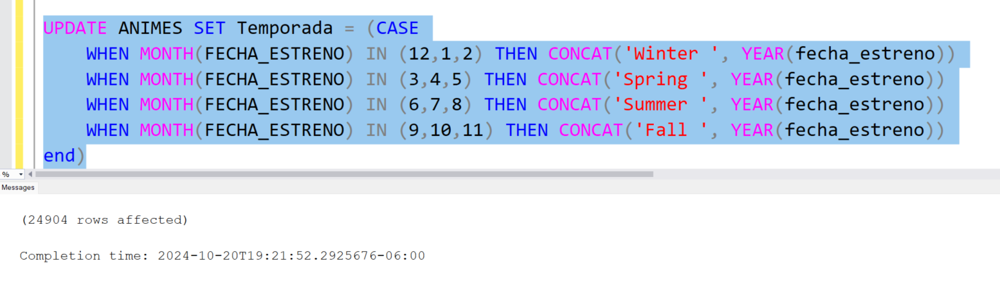 UPDATE ANIMES SET Temporada = (CASE
WHEN MONTH(FECHA_ESTRENO) IN (12,1,2) THEN CONCAT('Winter ', YEAR(fecha_estreno))
WHEN MONTH(FECHA_ESTRENO) IN (3,4,5) THEN CONCAT('Spring ', YEAR(fecha_estreno))
WHEN MONTH(FECHA_ESTRENO) IN (6,7,8) THEN CONCAT('Summer ', YEAR(fecha_estreno))
WHEN MONTH(FECHA_ESTRENO) IN (9,10,11) THEN CONCAT('Fall ', YEAR(fecha_estreno))
end)
%
Messages
(24904 rows affected)
Completion time: 2024-10-20T19:21:52.2925676-06:00